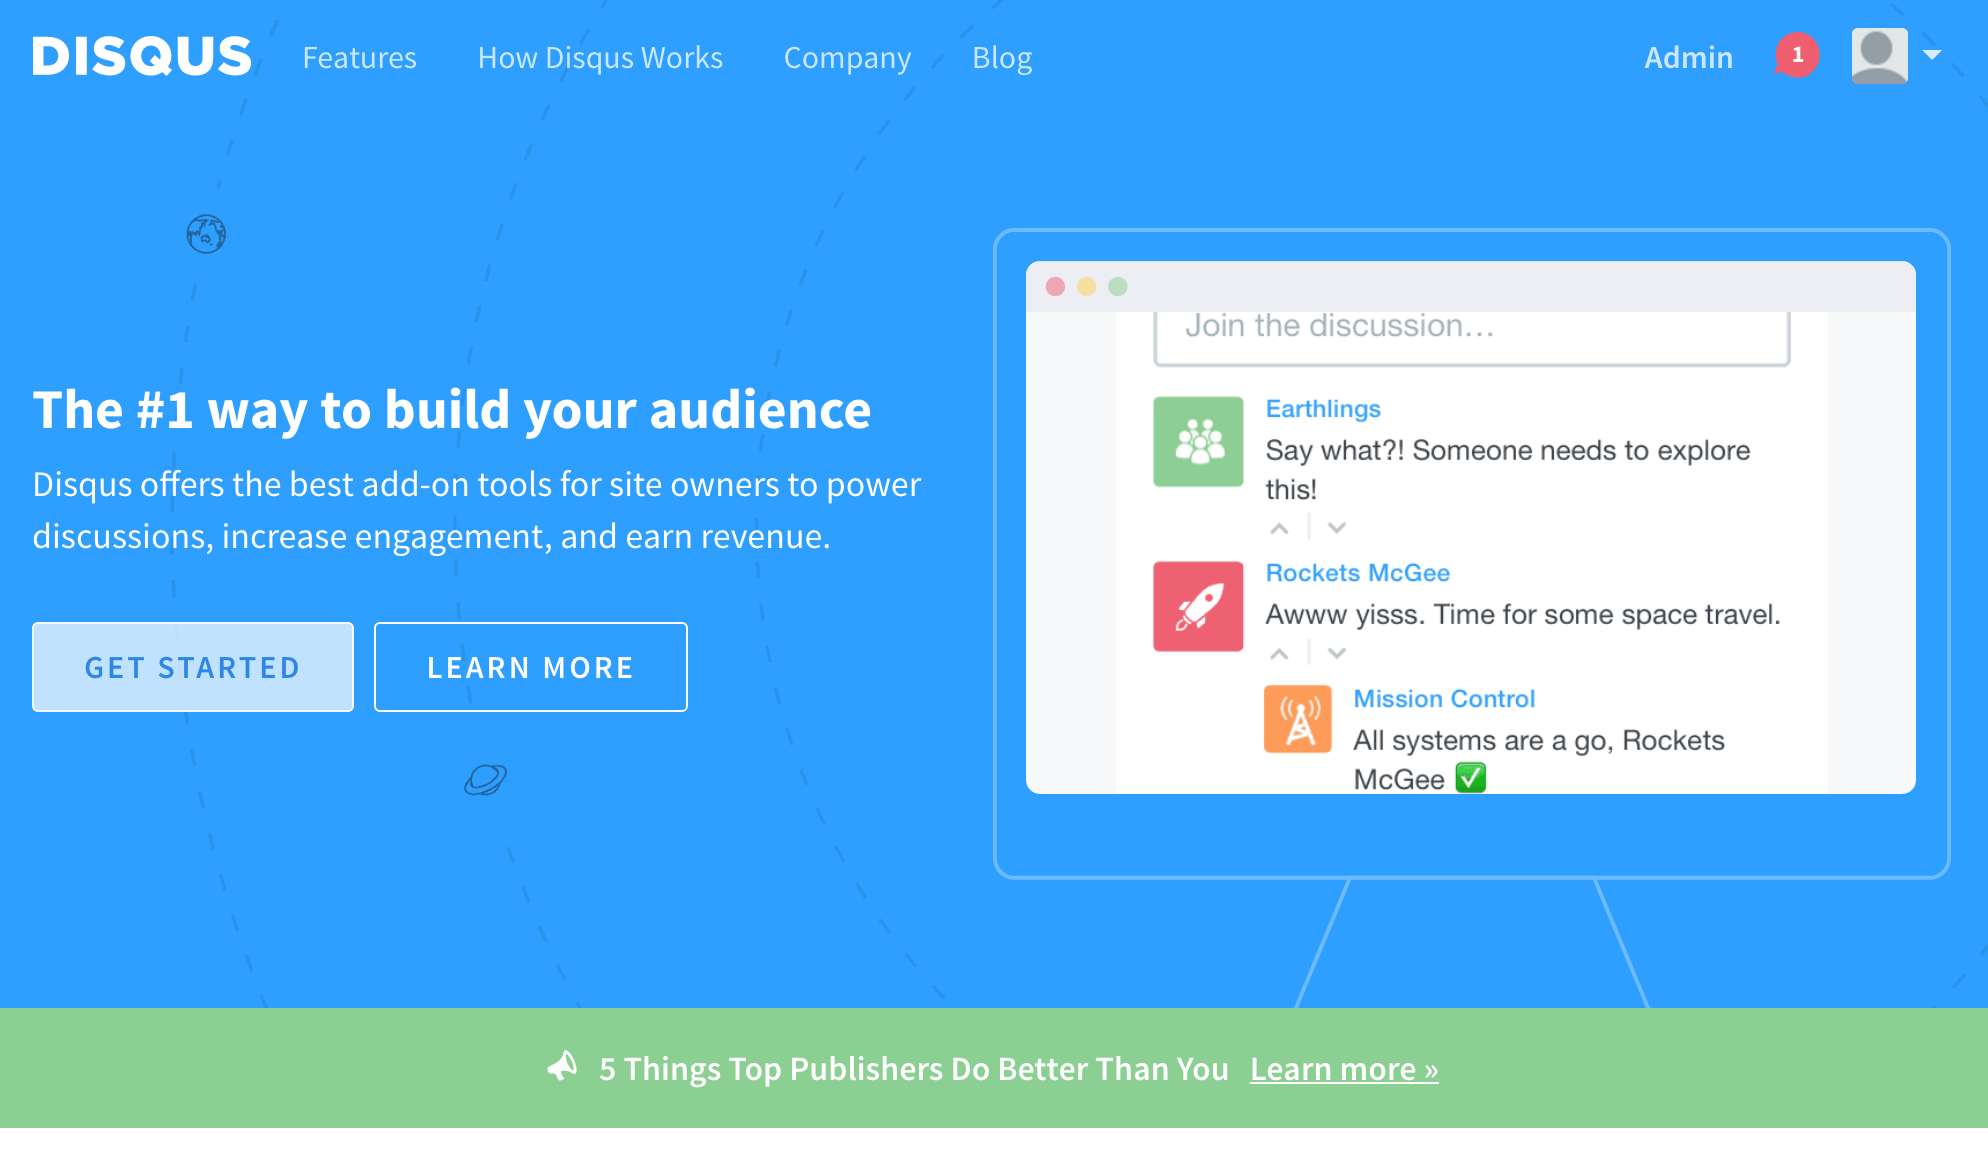 DISQUS Features How Disqus Works Company Blog Admin 1
The #1 way to build your audience
Disqus offers the best add-on tools for site owners to power
discussions, increase engagement, and earn revenue.
GET STARTED LEARN MORE
Join the discussion...
Earthlings
Say what?! Someone needs to explore
this!
Rockets McGee
Awww yisss. Time for some space travel.
Mission Control
All systems are a go, Rockets
McGee ✅
5 Things Top Publishers Do Better Than You Learn more »